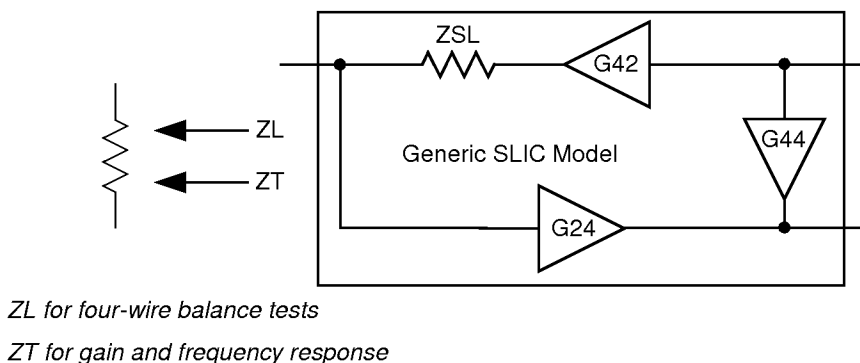 ZSL
G42
ZL
G44
Generic SLIC Model
ZT
G24
ZL for four-wire balance tests
ZT for gain and frequency response